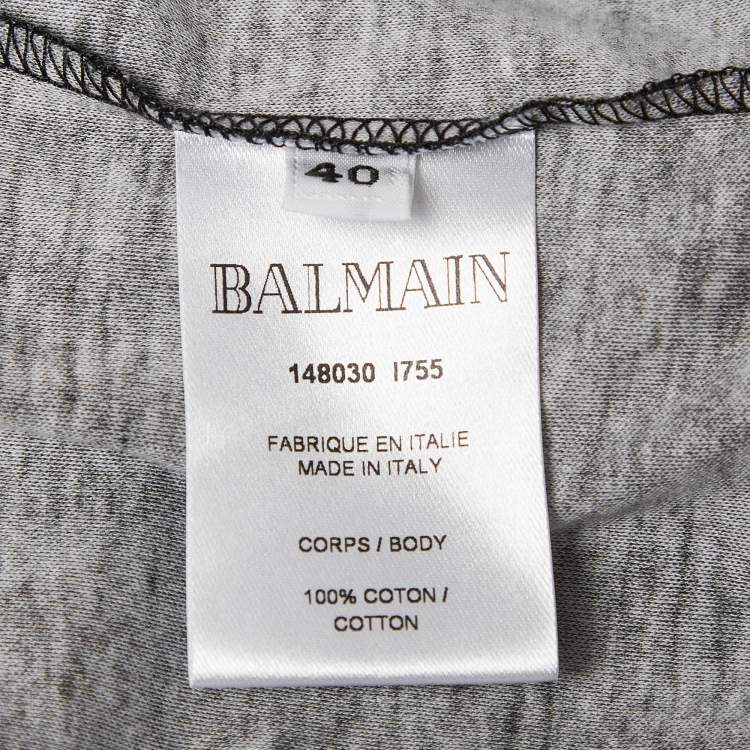 40
BALMAIN
148030 I755
FABRIQUE EN ITALIE
MADE IN ITALY
CORPS / BODY
100% COTON /
COTTON